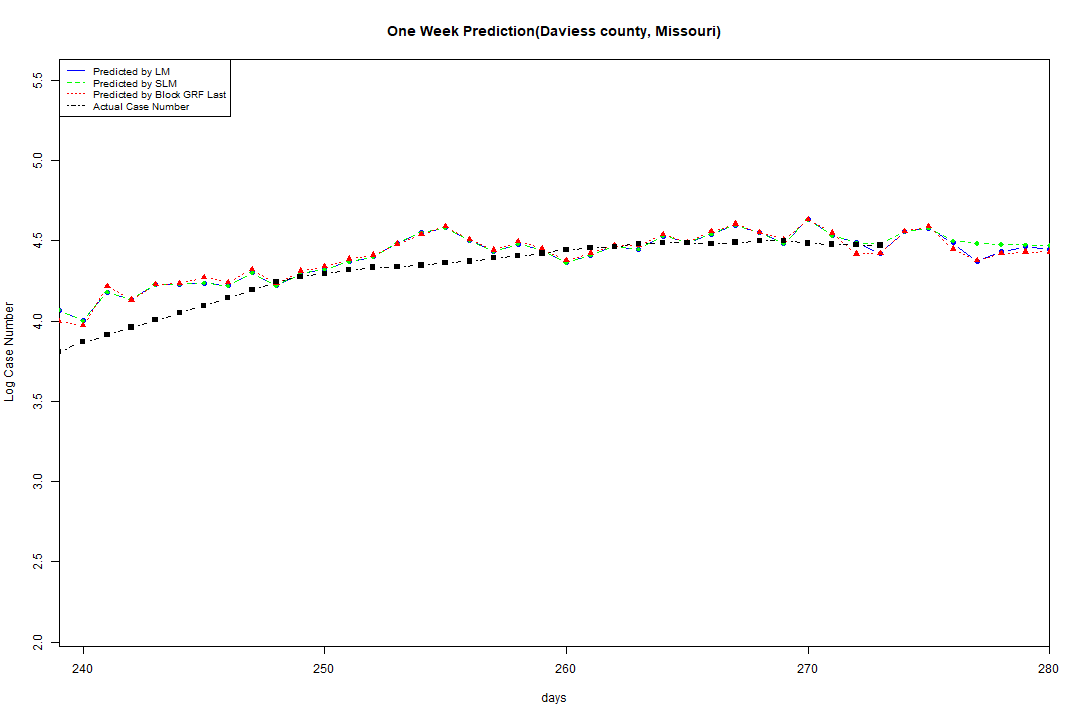 One Week Prediction(Daviess county, Missouri)
Predicted by LM
Predicted by SLM
Predicted by Block GRF Last
Actual Case Number
Log Case Number
5.5
5.0
4.5
4.0
3.5
3.0
2.5
2.0
240 250 260 270 280
days